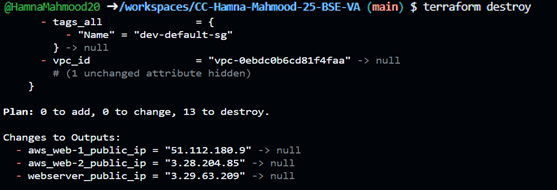 @HamnaMahmood20 ➜/workspaces/CC-Hamna-Mahmood-25-BSE-VA (main) $ terraform destroy
- tags_all = {
- "Name" = "dev-default-sg"
} -> null
- vpc_id = "vpc-0ebdc0b6cd81f4faa" -> null
# (1 unchanged attribute hidden)
}
Plan: 0 to add, 0 to change, 13 to destroy.
Changes to Outputs:
- aws_web-1_public_ip = "51.112.180.9" -> null
- aws_web-2_public_ip = "3.28.204.85" -> null
- webserver_public_ip = "3.29.63.209" -> null